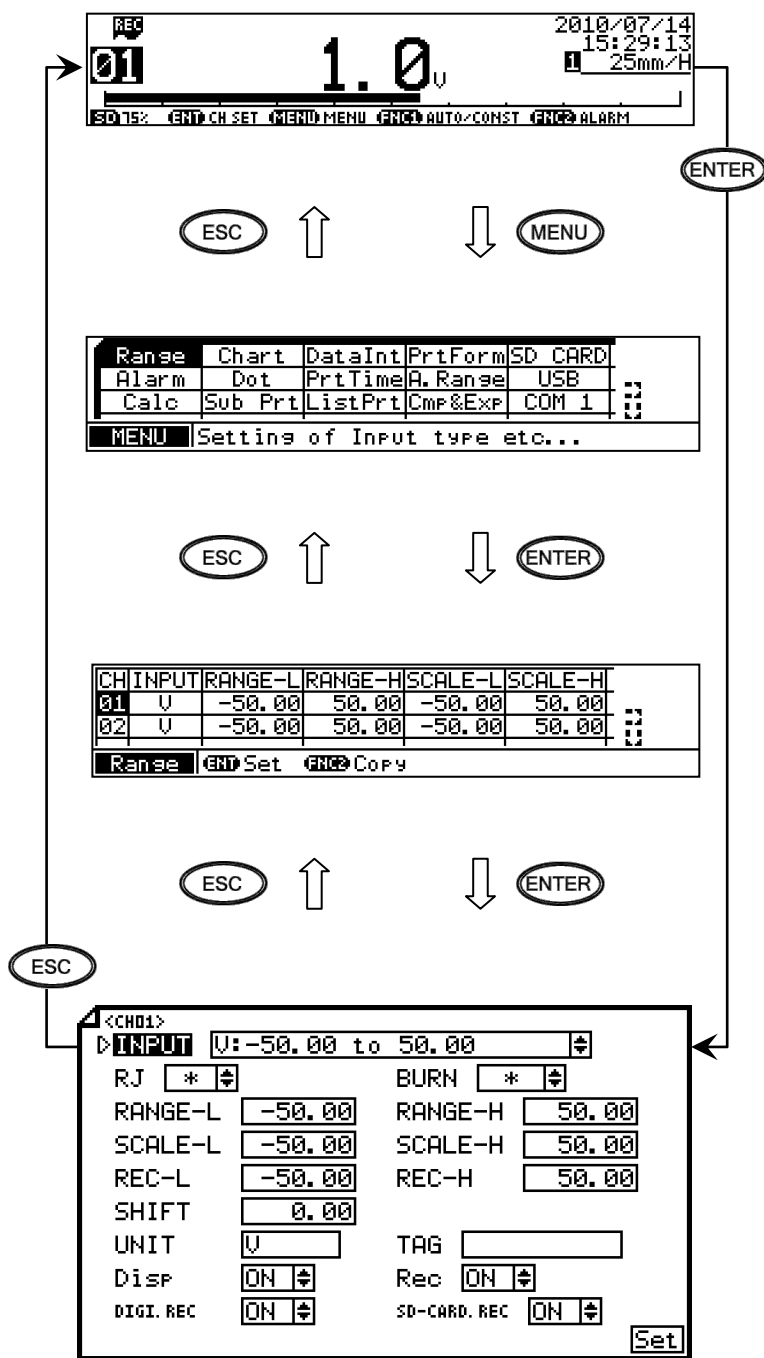 REC
2010/07/14
15:29:13
01 1.0 V 1 25mm/H
SD 75% ENT CH SET MENU MENU FNC1 AUTO/CONST FNC2 ALARM
ENTER
ESC MENU
Range Chart DataInt PrtForm SD CARD
Alarm Dot PrtTime A.Range USB
Calc Sub Prt ListPrt Cmp&Exp COM 1
MENU Setting of Input type etc...
ESC ENTER
CH INPUT RANGE-L RANGE-H SCALE-L SCALE-H
01 V -50.00 50.00 -50.00 50.00
02 V -50.00 50.00 -50.00 50.00
Range ENT Set FNC2 Copy
ESC ENTER
ESC
<CH01>
INPUT V:-50.00 to 50.00
RJ * BURN *
RANGE-L -50.00 RANGE-H 50.00
SCALE-L -50.00 SCALE-H 50.00
REC-L -50.00 REC-H 50.00
SHIFT 0.00
UNIT V TAG
Disp ON Rec ON
DIGI.REC ON SD-CARD.REC ON
Set